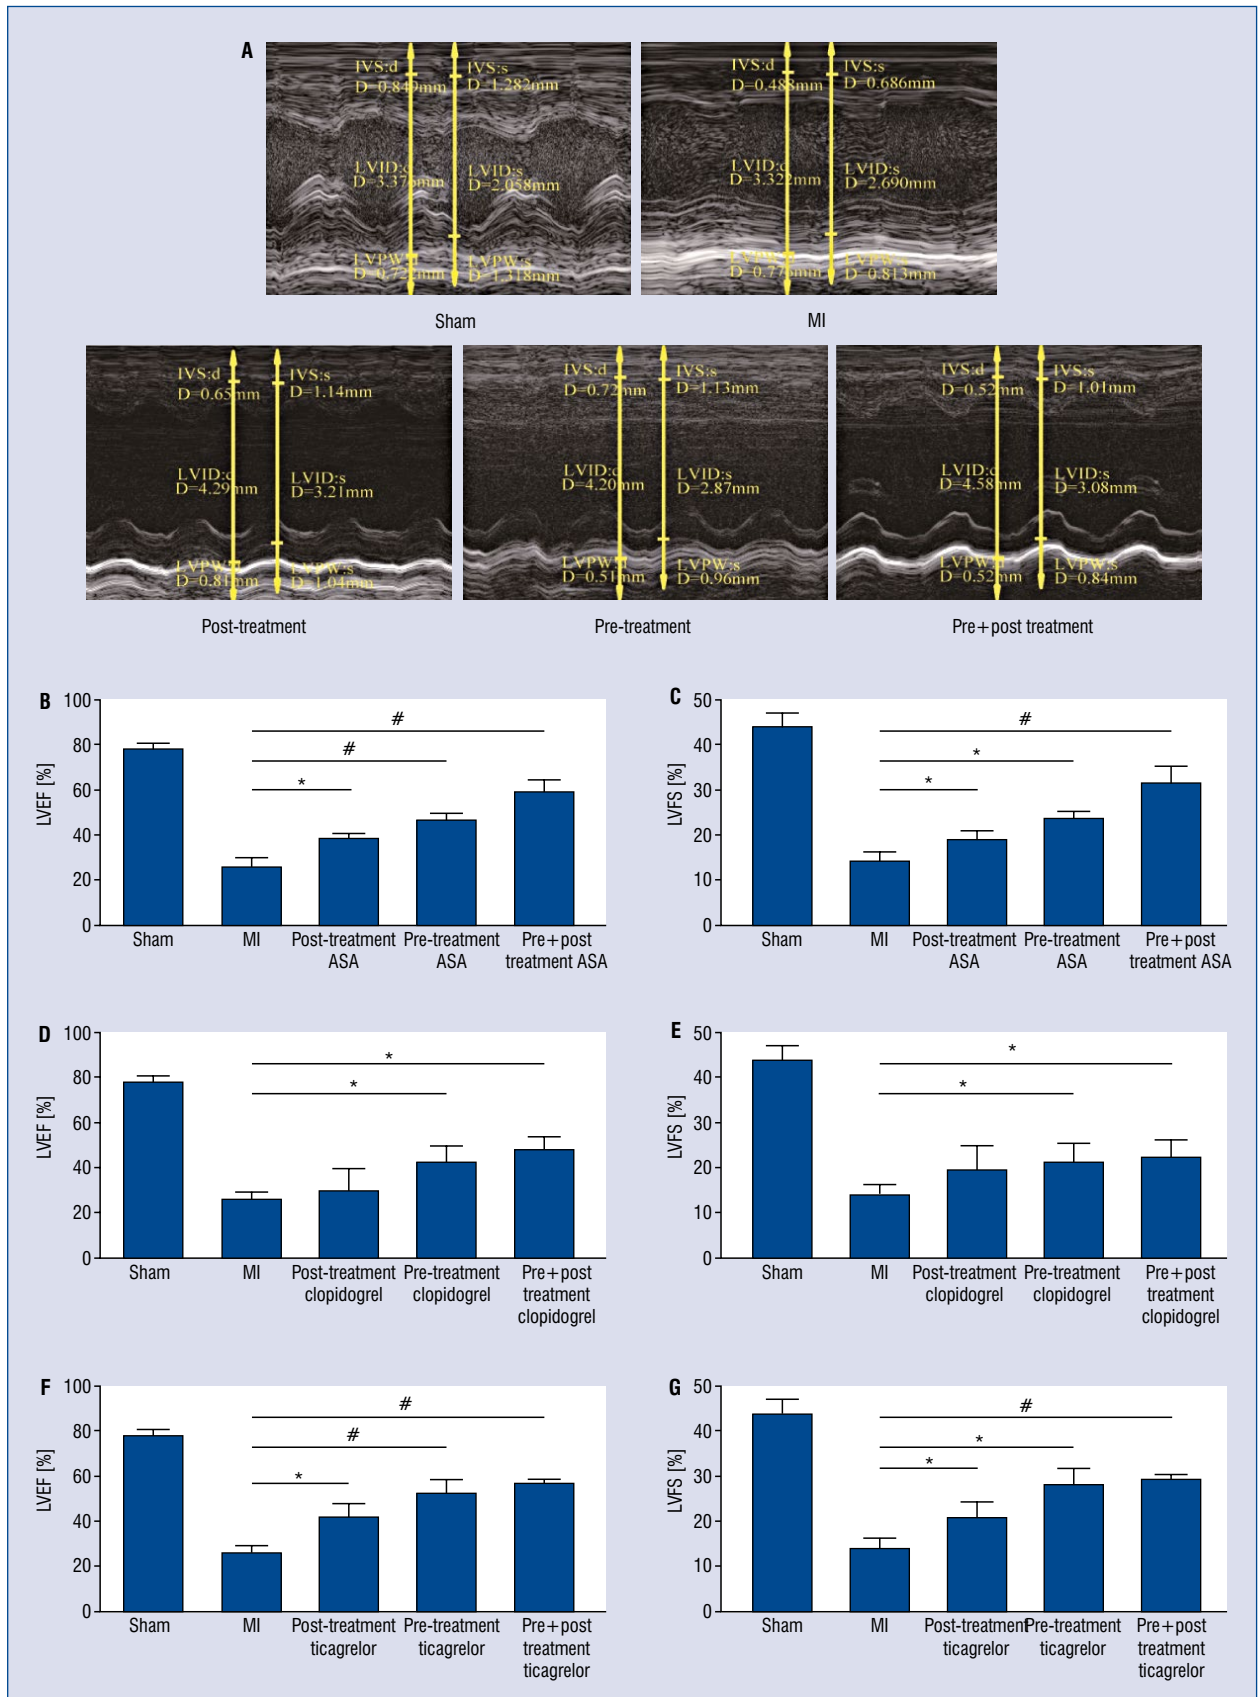 A
IVS:d
D=0.849mm
IVS:s
D=1.282mm
LVID:d
D=3.376mm
LVID:s
D=2.058mm
LVPW:d
D=0.722mm
LVPW:s
D=1.318mm
Sham
IVS:d
D=0.488mm
IVS:s
D=0.686mm
LVID:d
D=3.322mm
LVID:s
D=2.690mm
LVPW:d
D=0.776mm
LVPW:s
D=0.813mm
MI
IVS:d
D=0.65mm
IVS:s
D=1.14mm
LVID:d
D=4.29mm
LVID:s
D=3.21mm
LVPW:d
D=0.81mm
LVPW:s
D=1.04mm
Post-treatment
IVS:d
D=0.72mm
IVS:s
D=1.13mm
LVID:d
D=4.20mm
LVID:s
D=2.87mm
LVPW:d
D=0.51mm
LVPW:s
D=0.96mm
Pre-treatment
IVS:d
D=0.52mm
IVS:s
D=1.01mm
LVID:d
D=4.58mm
LVID:s
D=3.08mm
LVPW:d
D=0.52mm
LVPW:s
D=0.84mm
Pre+post treatment
B
LVEF [%]
100
80
60
40
20
0
#
#
*
Sham
MI
Post-treatment
ASA
Pre-treatment
ASA
Pre+post
treatment ASA
C
LVFS [%]
50
40
30
20
10
0
#
*
*
Sham
MI
Post-treatment
ASA
Pre-treatment
ASA
Pre+post
treatment ASA
D
LVEF [%]
100
80
60
40
20
0
*
*
Sham
MI
Post-treatment
clopidogrel
Pre-treatment
clopidogrel
Pre+post
treatment
clopidogrel
E
LVFS [%]
50
40
30
20
10
0
*
*
Sham
MI
Post-treatment
clopidogrel
Pre-treatment
clopidogrel
Pre+post
treatment
clopidogrel
F
LVEF [%]
100
80
60
40
20
0
#
#
*
Sham
MI
Post-treatment
ticagrelor
Pre-treatment
ticagrelor
Pre+post
treatment
ticagrelor
G
LVFS [%]
50
40
30
20
10
0
#
*
*
Sham
MI
Post-treatment
ticagrelor
Pre-treatment
ticagrelor
Pre+post
treatment
ticagrelor